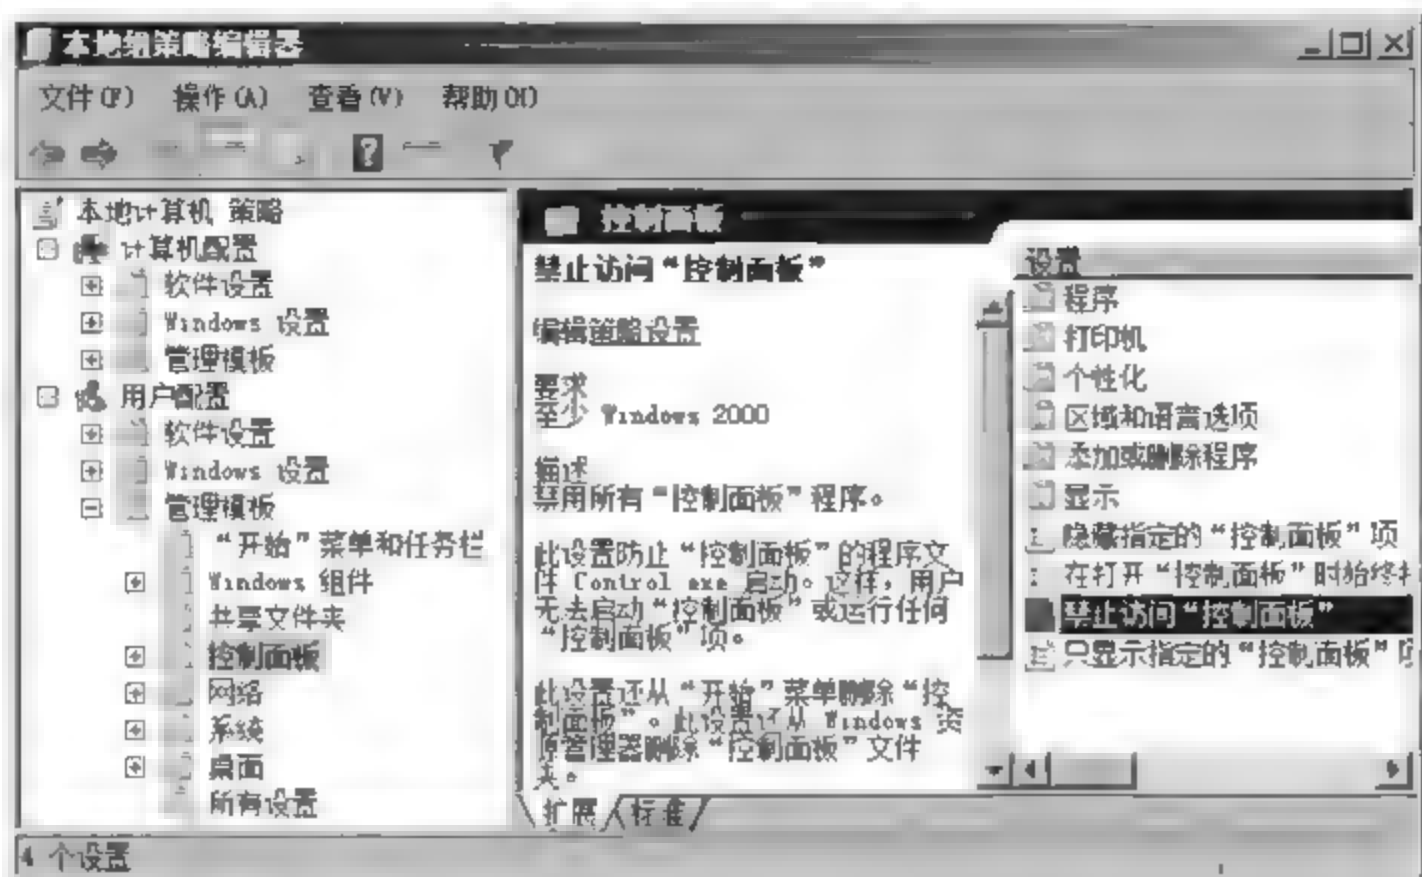 本地组策略编辑器
文件(F) 操作(A) 查看(V) 帮助(H)
本地计算机 策略
计算机配置
软件设置
Windows 设置
管理模板
用户配置
软件设置
Windows 设置
管理模板
“开始”菜单和任务栏
Windows 组件
共享文件夹
控制面板
网络
系统
桌面
所有设置
控制面板
禁止访问“控制面板”
编辑策略设置
要求
至少 Windows 2000
描述
禁用所有“控制面板”程序。
此设置防止“控制面板”的程序文
件 Control exe 启动。这样，用户
无法启动“控制面板”或运行任何
“控制面板”项。
此设置还从“开始”菜单删除“控
制面板”。此设置还从 Windows 资
源管理器删除“控制面板”文件
夹。
设置
程序
打印机
个性化
区域和语言选项
添加或删除程序
显示
隐藏指定的“控制面板”项
在打开“控制面板”时始终
禁止访问“控制面板”
只显示指定的“控制面板”
扩展 标准
4 个设置